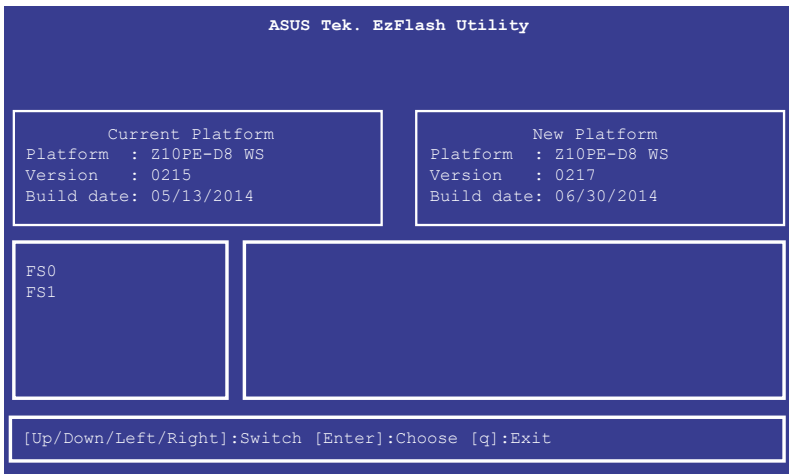 ASUS Tek. EzFlash Utility
Current Platform
Platform : Z10PE-D8 WS
Version : 0215
Build date: 05/13/2014
New Platform
Platform : Z10PE-D8 WS
Version : 0217
Build date: 06/30/2014
FS0
FS1
[Up/Down/Left/Right]:Switch [Enter]:Choose [q]:Exit